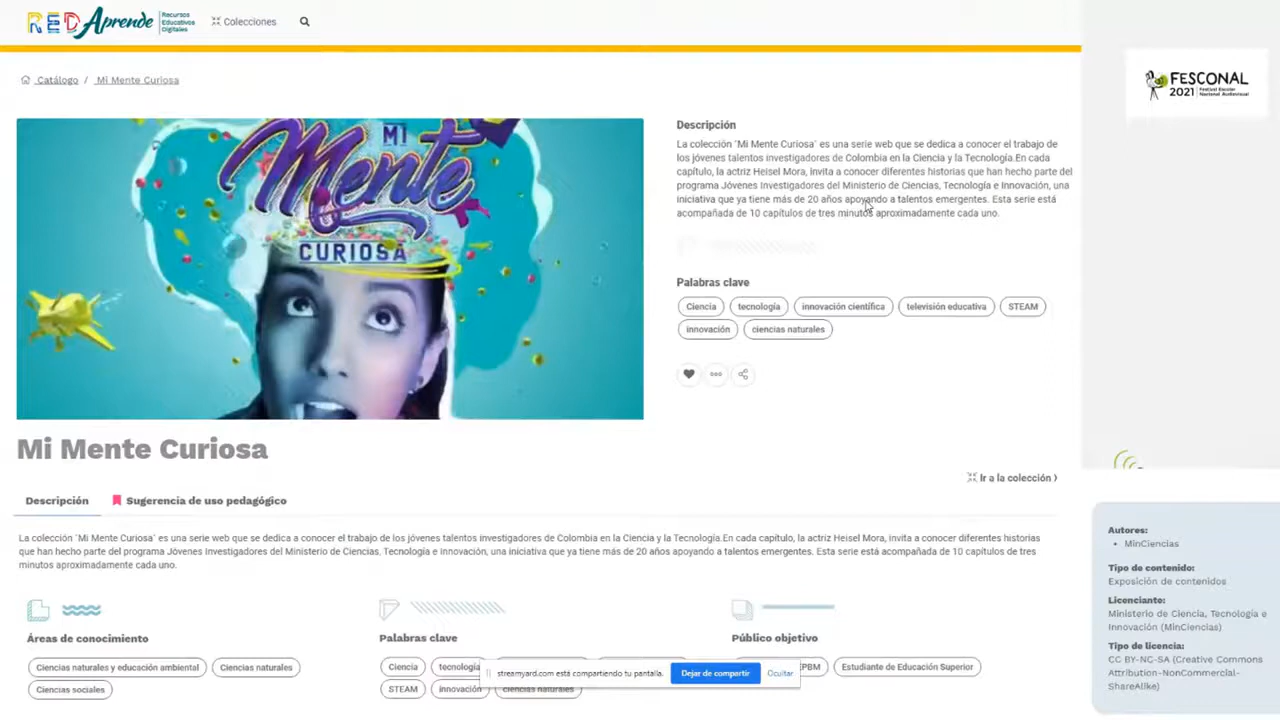 RED Aprende Recursos Educativos Digitales
Colecciones
Catálogo / Mi Mente Curiosa
MI
Mente
CURIOSA
Descripción
La colección ´Mi Mente Curiosa´ es una serie web que se dedica a conocer el trabajo de
los jóvenes talentos investigadores de Colombia en la Ciencia y la Tecnología.En cada
capítulo, la actriz Heisel Mora, invita a conocer diferentes historias que han hecho parte del
programa Jóvenes Investigadores del Ministerio de Ciencias, Tecnología e Innovación, una
iniciativa que ya tiene más de 20 años apoyando a talentos emergentes. Esta serie está
acompañada de 10 capítulos de tres minutos aproximadamente cada uno.
Palabras clave
Ciencia tecnología innovación científica televisión educativa STEAM
innovación ciencias naturales
FESCONAL
2021 Festival Escolar Nacional Audiovisual
Mi Mente Curiosa
Ir a la colección ⟩
Descripción Sugerencia de uso pedagógico
La colección ´Mi Mente Curiosa´ es una serie web que se dedica a conocer el trabajo de los jóvenes talentos investigadores de Colombia en la Ciencia y la Tecnología.En cada capítulo, la actriz Heisel Mora, invita a conocer diferentes historias
que han hecho parte del programa Jóvenes Investigadores del Ministerio de Ciencias, Tecnología e Innovación, una iniciativa que ya tiene más de 20 años apoyando a talentos emergentes. Esta serie está acompañada de 10 capítulos de tres
minutos aproximadamente cada uno.
Áreas de conocimiento
Ciencias naturales y educación ambiental Ciencias naturales
Ciencias sociales
Palabras clave
Ciencia tecnología
STEAM innovación ciencias naturales
Público objetivo
EPBM Estudiante de Educación Superior
streamyard.com está compartiendo tu pantalla. Dejar de compartir Ocultar
Autores:
• MinCiencias
Tipo de contenido:
Exposición de contenidos
Licenciante:
Ministerio de Ciencia, Tecnología e
Innovación (MinCiencias)
Tipo de licencia:
CC BY-NC-SA (Creative Commons
Attribution-NonCommercial-
ShareAlike)